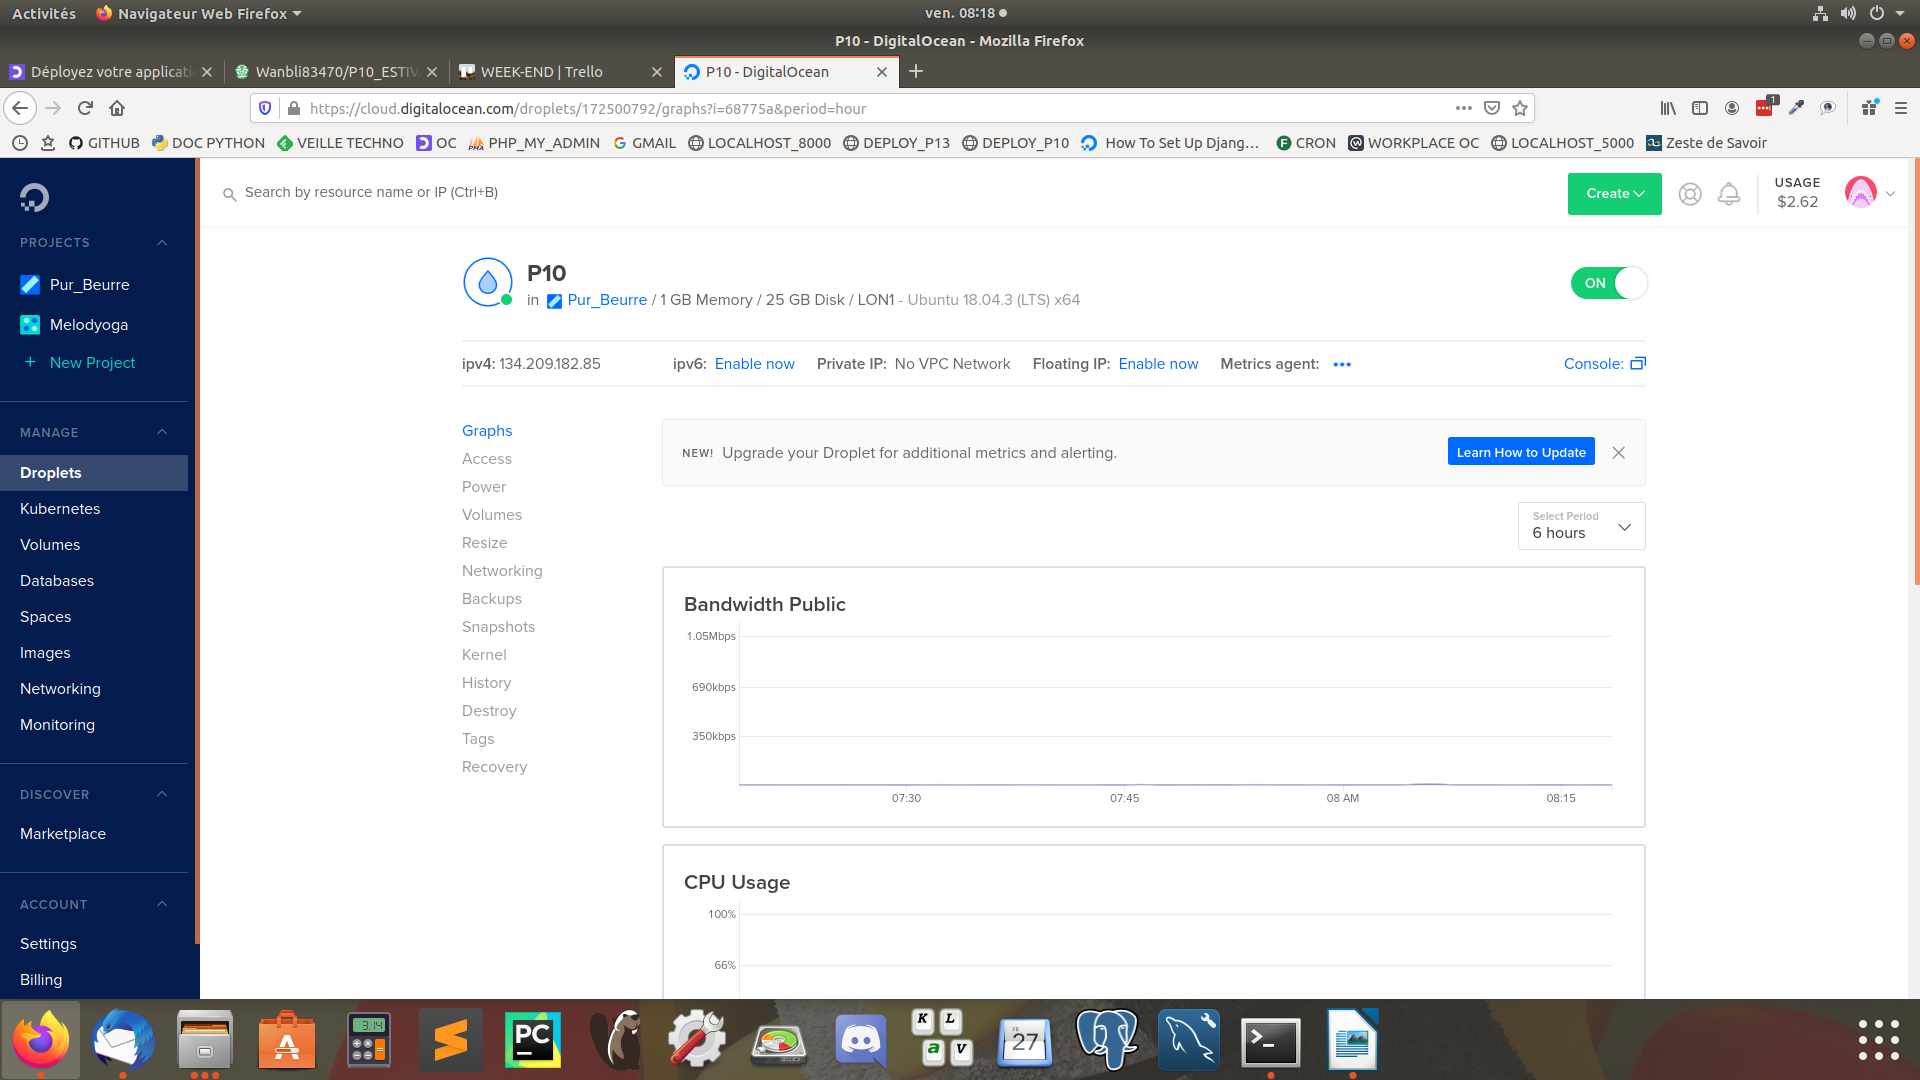 Activités Navigateur Web Firefox ven. 08:18
P10 - DigitalOcean - Mozilla Firefox
Déployez votre applicati Wanbli83470/P10_ESTIV WEEK-END | Trello P10 - DigitalOcean
https://cloud.digitalocean.com/droplets/172500792/graphs?i=68775a&period=hour 1
GITHUB DOC PYTHON VEILLE TECHNO OC PHP_MY_ADMIN GMAIL LOCALHOST_8000 DEPLOY_P13 DEPLOY_P10 How To Set Up Djang… CRON WORKPLACE OC LOCALHOST_5000 Zeste de Savoir
Search by resource name or IP (Ctrl+B) Create USAGE
$2.62
PROJECTS
Pur_Beurre
Melodyoga
+ New Project
MANAGE
Droplets
Kubernetes
Volumes
Databases
Spaces
Images
Networking
Monitoring
DISCOVER
Marketplace
ACCOUNT
Settings
Billing
P10
in Pur_Beurre / 1 GB Memory / 25 GB Disk / LON1 - Ubuntu 18.04.3 (LTS) x64
ON
ipv4: 134.209.182.85 ipv6: Enable now Private IP: No VPC Network Floating IP: Enable now Metrics agent: ••• Console:
Graphs
Access
Power
Volumes
Resize
Networking
Backups
Snapshots
Kernel
History
Destroy
Tags
Recovery
NEW! Upgrade your Droplet for additional metrics and alerting. Learn How to Update
Select Period
6 hours
Bandwidth Public
1.05Mbps
690kbps
350kbps
07:30 07:45 08 AM 08:15
CPU Usage
100%
66%
3.14 PC K L a v FR 27 >_